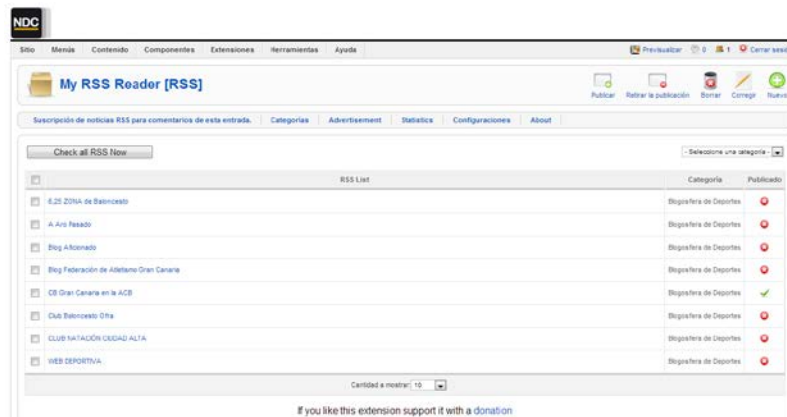 NDC
Sitio Menús Contenido Componentes Extensiones Herramientas Ayuda Previsualizar 0 1 Cerrar sesió
My RSS Reader [RSS] Publicar Retirar la publicación Borrar Corregir Nuevo
Suscripción de noticias RSS para comentarios de esta entrada. Categorías Advertisement Statistics Configuraciones About
Check all RSS Now - Seleccione una categoría -
RSS List Categoría Publicado
6,25 ZONA de Baloncesto Blogosfera de Deportes
A Aro Pasado Blogosfera de Deportes
Blog Aficionado Blogosfera de Deportes
Blog Federación de Atletismo Gran Canaria Blogosfera de Deportes
CB Gran Canaria en la ACB Blogosfera de Deportes
Club Baloncesto Ofra Blogosfera de Deportes
CLUB NATACIÓN CIUDAD ALTA Blogosfera de Deportes
WEB DEPORTIVA . Blogosfera de Deportes
Cantidad a mostrar 10
If you like this extension support it with a donation